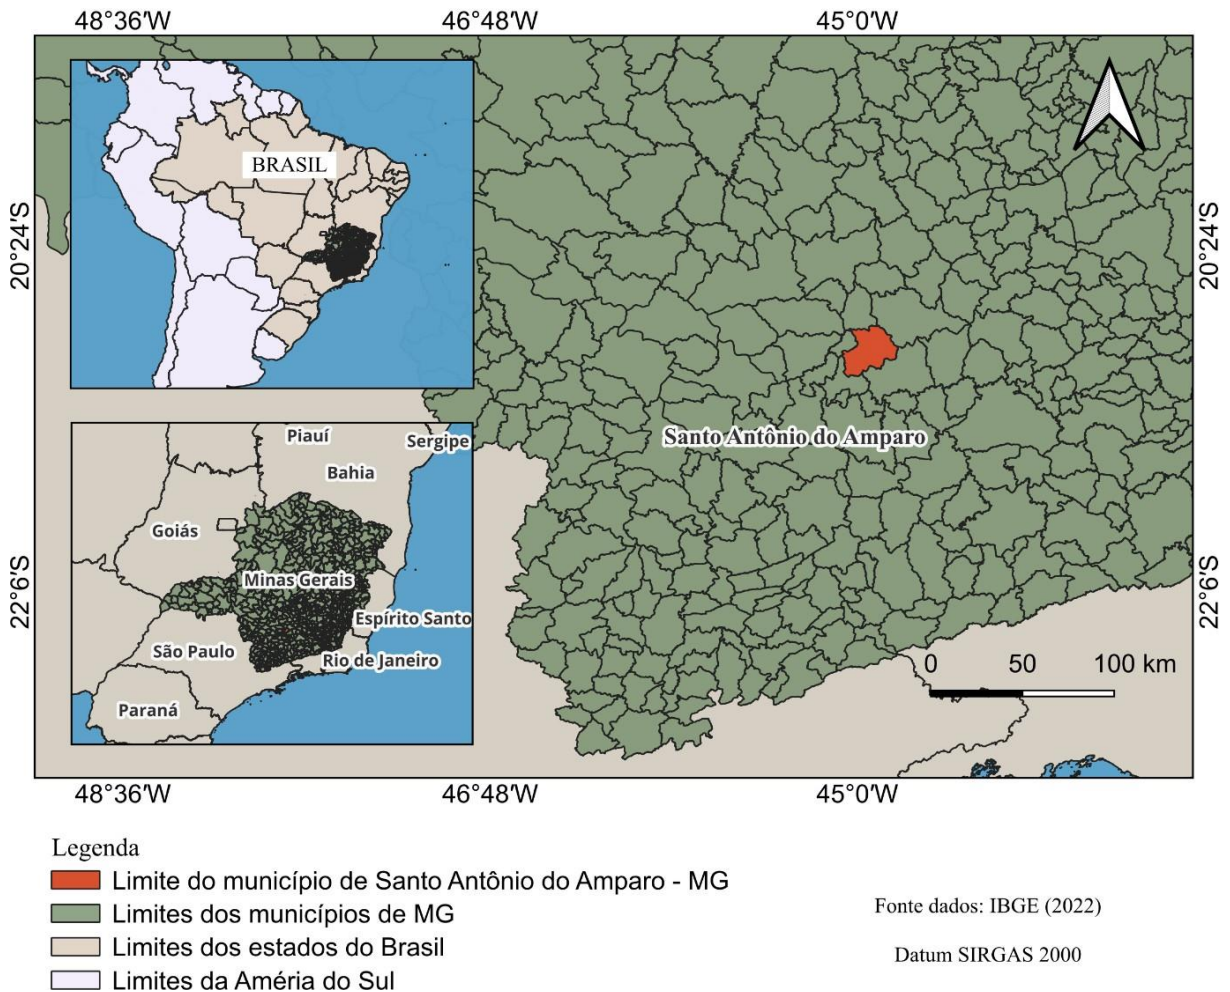 48°36'W 46°48'W 45°0'W
BRASIL
20°24'S
20°24'S
Piauí
Sergipe
Bahia
Goiás
Santo Antônio do Amparo
Minas Gerais
Espírito Santo
São Paulo
Rio de Janeiro
Paraná
22°6'S
22°6'S
0 50 100 km
48°36'W 46°48'W 45°0'W
Legenda
Limite do município de Santo Antônio do Amparo - MG
Limites dos municípios de MG
Limites dos estados do Brasil
Limites da Améria do Sul
Fonte dados: IBGE (2022)
Datum SIRGAS 2000